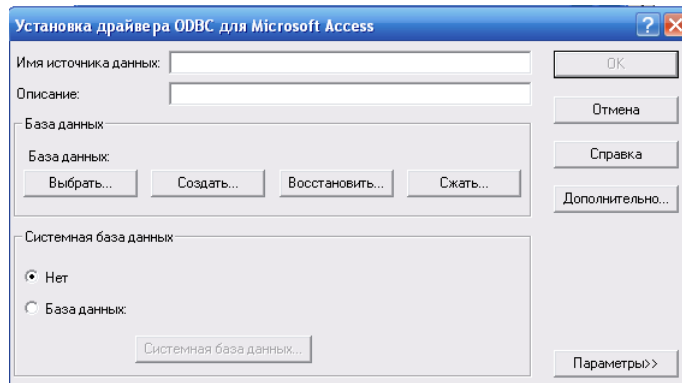 Установка драйвера ODBC для Microsoft Access
Имя источника данных:
OK
Описание:
Отмена
База данных
База данных:
Справка
Выбрать... Создать... Восстановить... Сжать...
Дополнительно...
Системная база данных
Нет
База данных:
Системная база данных...
Параметры>>